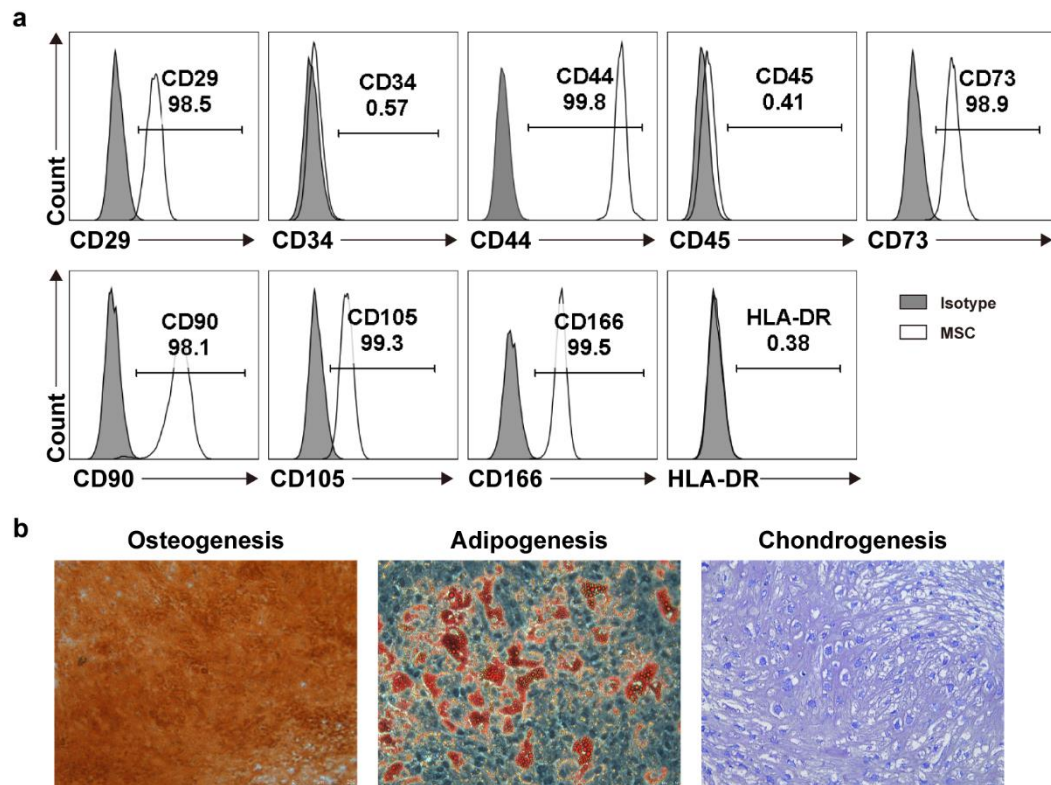 a
CD29
98.5
CD34
0.57
CD44
99.8
CD45
0.41
CD73
98.9
Count
CD29
CD34
CD44
CD45
CD73
CD90
98.1
CD105
99.3
CD166
99.5
HLA-DR
0.38
Isotype
MSC
Count
CD90
CD105
CD166
HLA-DR
b
Osteogenesis
Adipogenesis
Chondrogenesis